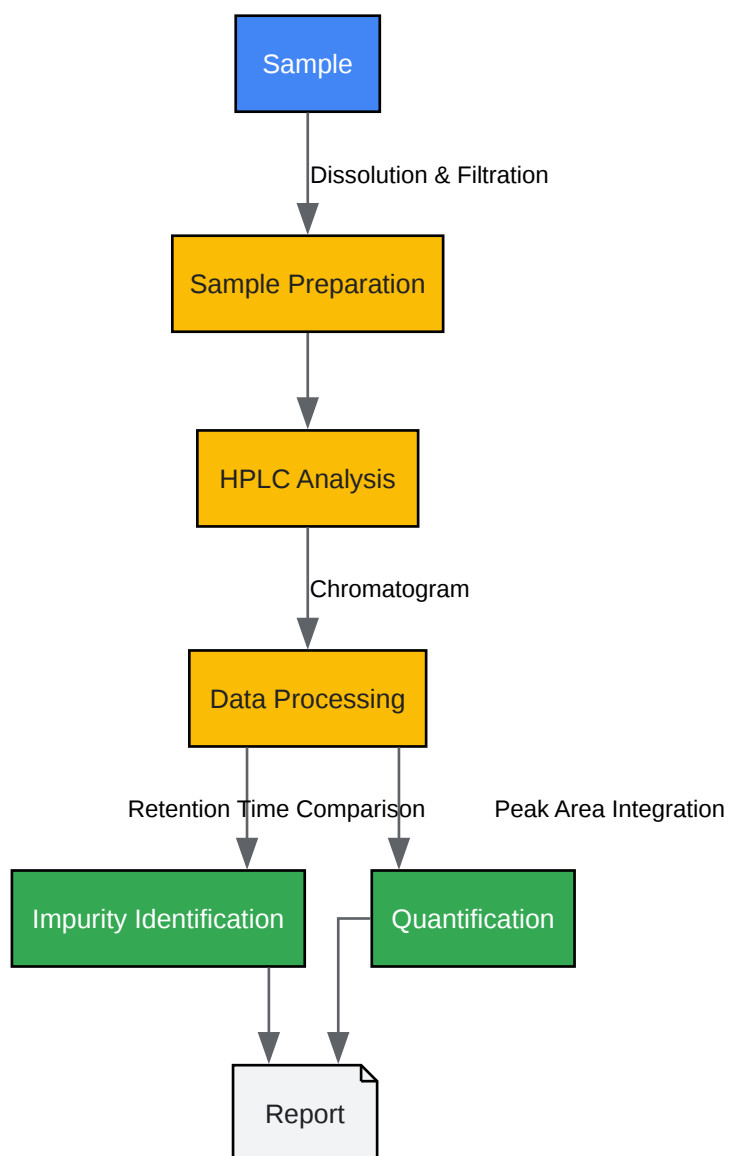 Sample
Dissolution & Filtration
Sample Preparation
HPLC Analysis
Chromatogram
Data Processing
Retention Time Comparison
Peak Area Integration
Impurity Identification
Quantification
Report